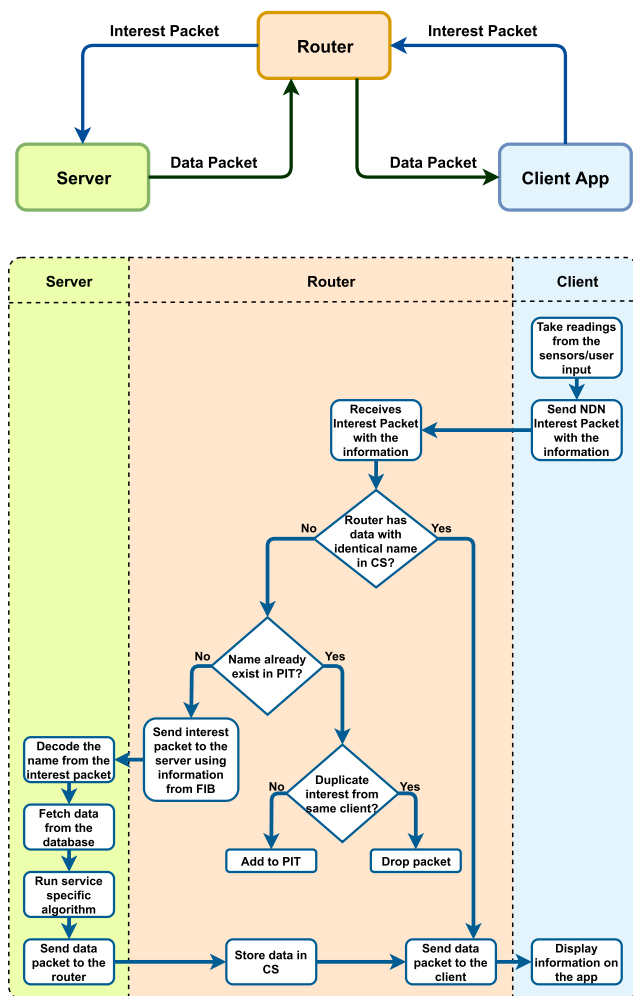 Interest Packet
Router
Interest Packet
Server
Data Packet
Data Packet
Client App
Server
Router
Client
Take readings
from the
sensors/user
input
Receives
Interest Packet
with the
information
Send NDN
Interest Packet
with the
information
Router has
data with
identical name
in CS?
No
Yes
Name already
exist in PIT?
No
Yes
Send interest
packet to the
server using
information
from FIB
Decode the
name from the
interest packet
Duplicate
interest from
same client?
No
Yes
Fetch data
from the
database
Add to PIT
Drop packet
Run service
specific
algorithm
Send data
packet to the
router
Store data in
CS
Send data
packet to the
client
Display
information on
the app